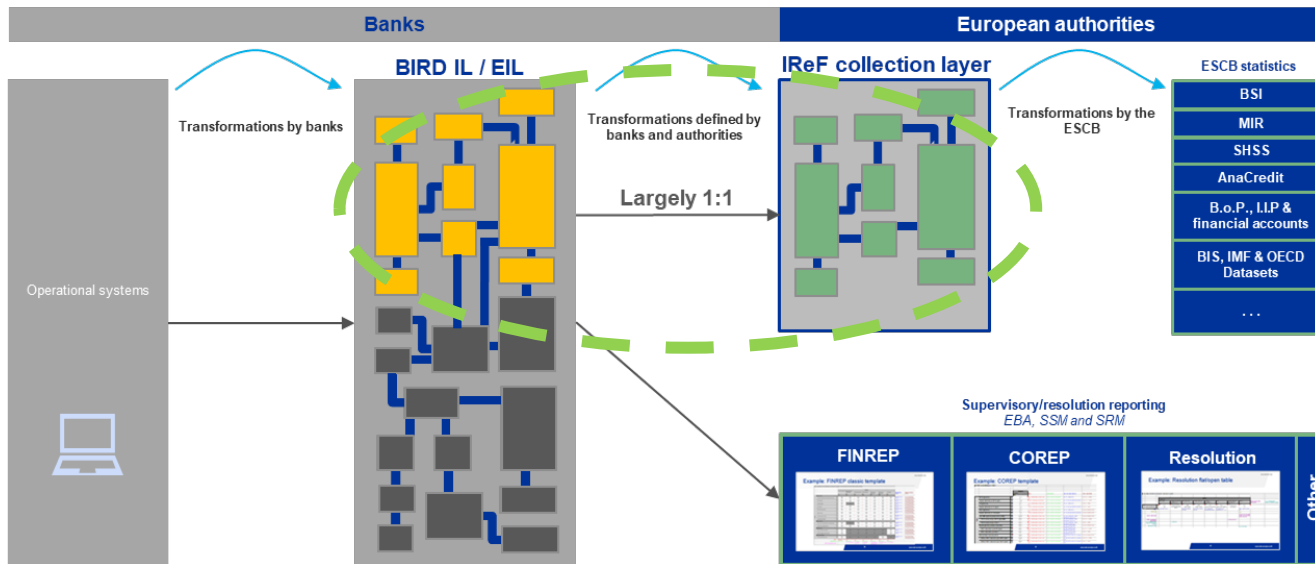 Banks
European authorities
BIRD IL / EIL
IReF collection layer
ESCB statistics
Transformations by banks
Transformations defined by
banks and authorities
Transformations by the
ESCB
BSI
MIR
SHSS
AnaCredit
B.o.P., I.I.P &
financial accounts
BIS, IMF & OECD
Datasets
. . .
Largely 1:1
Operational systems
Supervisory/resolution reporting
EBA, SSM and SRM
FINREP
COREP
Resolution
Other
Example: FINREP classic template
Example: COREP template
Example: Resolution flat/open table